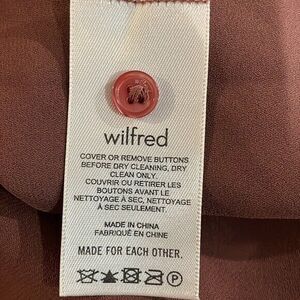 wilfred
COVER OR REMOVE BUTTONS
BEFORE DRY CLEANING, DRY
CLEAN ONLY.
COUVRIR OU RETIRER LES
BOUTONS AVANT LE
NETTOYAGE À SEC, NETTOYAGE
À SEC SEULEMENT.
MADE IN CHINA
FABRIQUÉ EN CHINE
MADE FOR EACH OTHER.
P